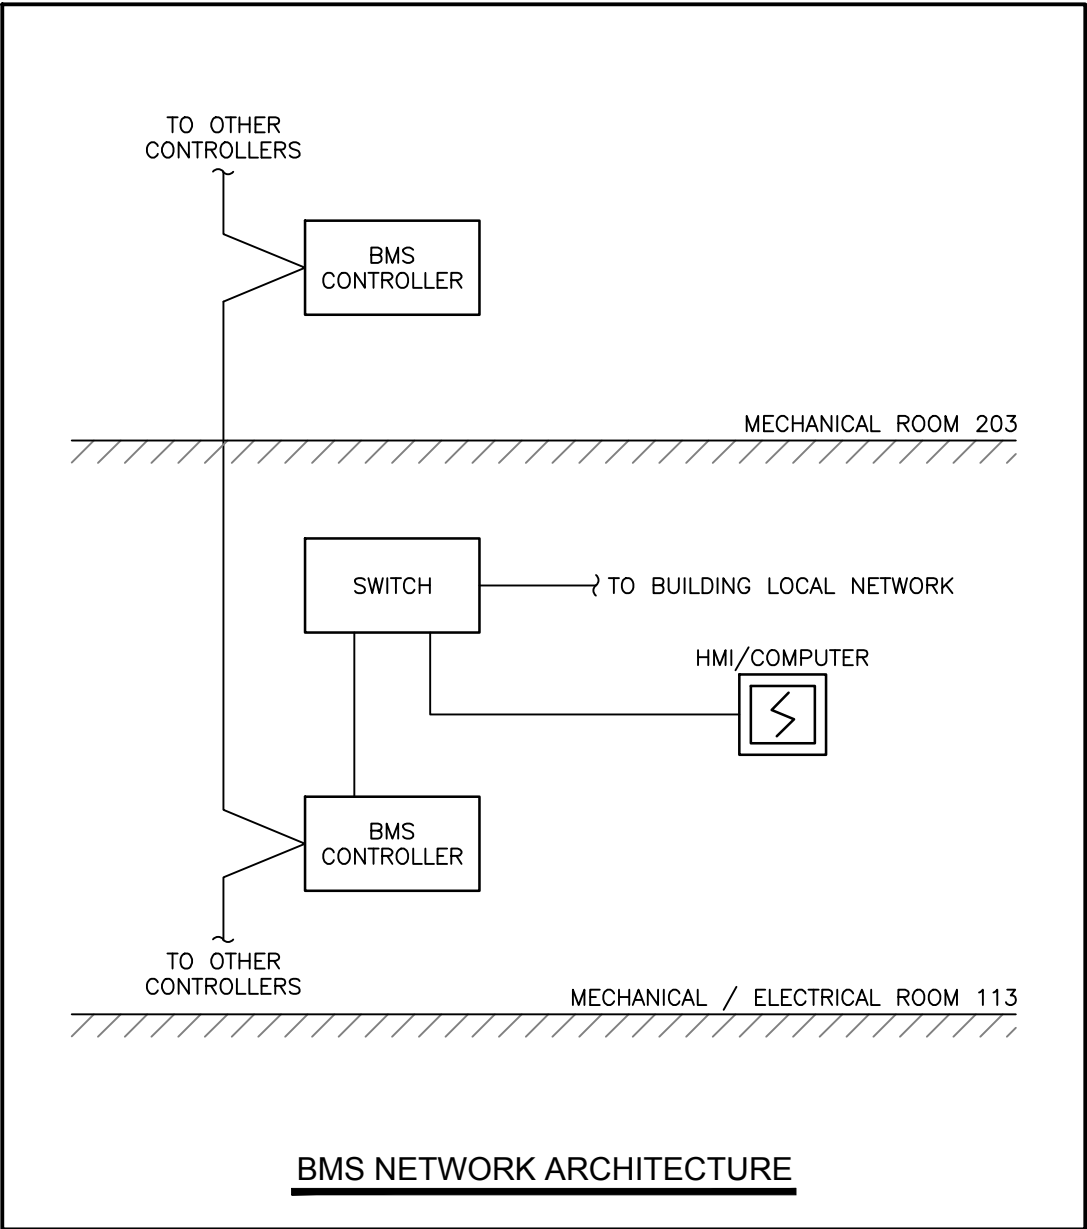 TO OTHER
CONTROLLERS
BMS
CONTROLLER
MECHANICAL ROOM 203
SWITCH
TO BUILDING LOCAL NETWORK
HMI/COMPUTER
BMS
CONTROLLER
TO OTHER
CONTROLLERS
MECHANICAL / ELECTRICAL ROOM 113
BMS NETWORK ARCHITECTURE